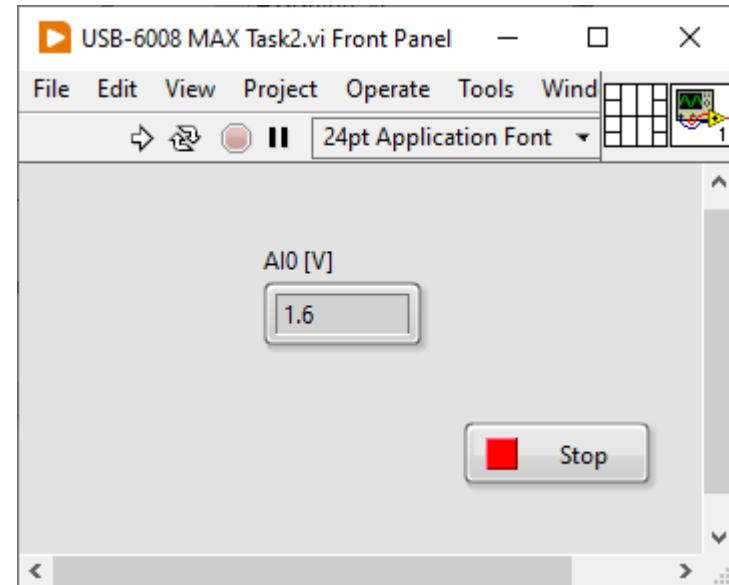 USB-6008 MAX Task2.vi Front Panel
File Edit View Project Operate Tools Wind
24pt Application Font
1
AI0 [V]
1.6
Stop